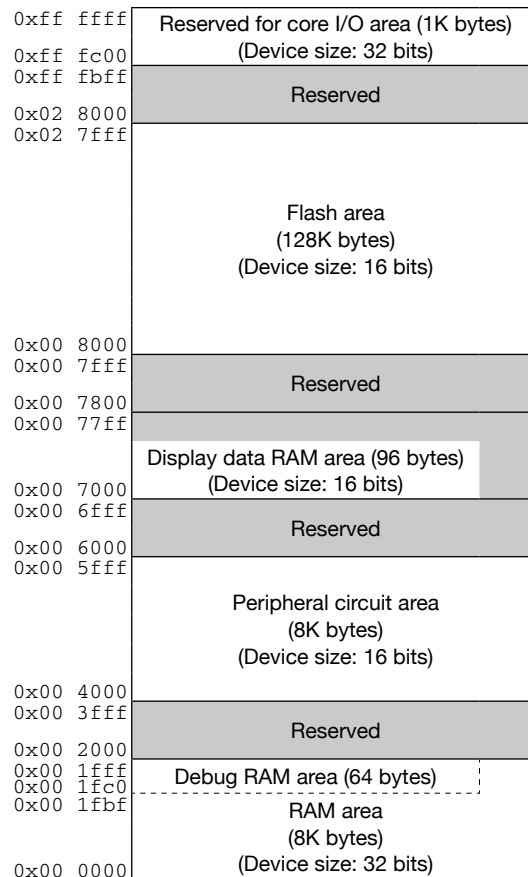 0xff ffff
Reserved for core I/O area (1K bytes)
(Device size: 32 bits)
0xff fc00
0xff fbff
Reserved
0x02 8000
0x02 7fff
Flash area
(128K bytes)
(Device size: 16 bits)
0x00 8000
0x00 7fff
Reserved
0x00 7800
0x00 77ff
Display data RAM area (96 bytes)
(Device size: 16 bits)
0x00 7000
0x00 6fff
Reserved
0x00 6000
0x00 5fff
Peripheral circuit area
(8K bytes)
(Device size: 16 bits)
0x00 4000
0x00 3fff
Reserved
0x00 2000
0x00 1fff
Debug RAM area (64 bytes)
0x00 1fc0
0x00 1fbf
RAM area
(8K bytes)
(Device size: 32 bits)
0x00 0000